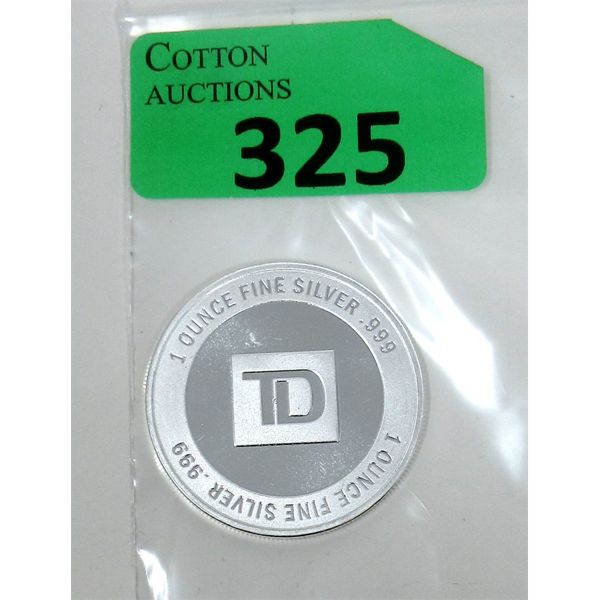 COTTON
AUCTIONS
325
1 OUNCE FINE SILVER .999
TD
1 OUNCE FINE SILVER .999